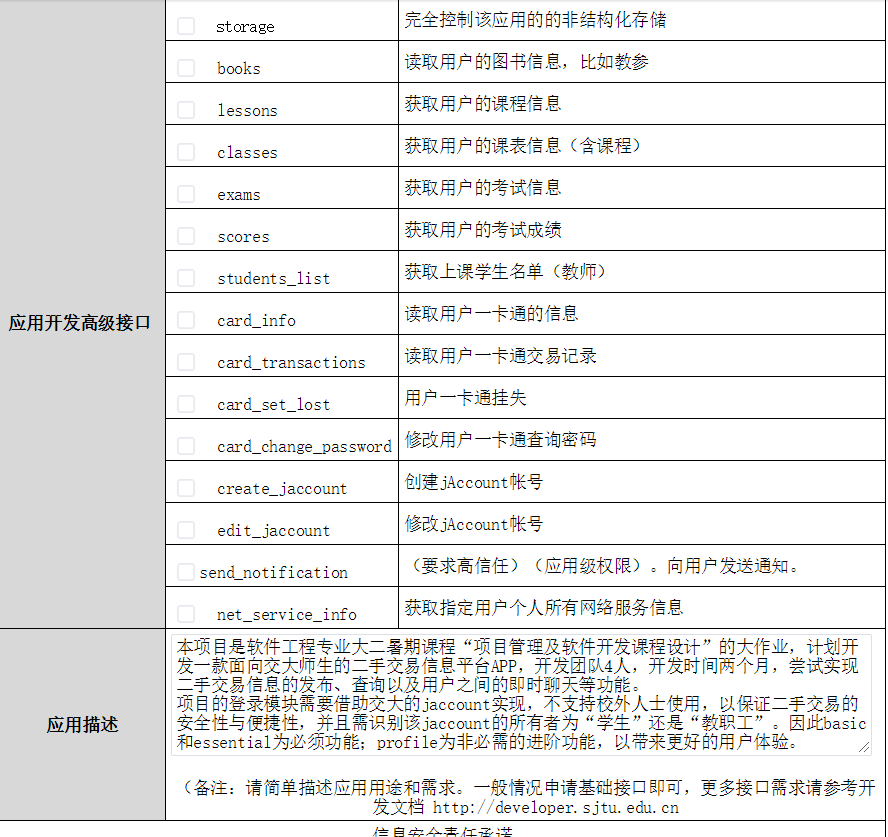 storage 完全控制该应用的的非结构化存储
books 读取用户的图书信息，比如教参
lessons 获取用户的课程信息
classes 获取用户的课表信息（含课程）
exams 获取用户的考试信息
scores 获取用户的考试成绩
students_list 获取上课学生名单（教师）
应用开发高级接口
card_info 读取用户一卡通的信息
card_transactions 读取用户一卡通交易记录
card_set_lost 用户一卡通挂失
card_change_password 修改用户一卡通查询密码
create_jaccount 创建jAccount帐号
edit_jaccount 修改jAccount帐号
send_notification （要求高信任）（应用级权限）。向用户发送通知。
net_service_info 获取指定用户个人所有网络服务信息
应用描述
本项目是软件工程专业大二暑期课程“项目管理及软件开发课程设计”的大作业，计划开
发一款面向交大师生的二手交易信息平台APP，开发团队4人，开发时间两个月，尝试实现
二手交易信息的发布、查询以及用户之间的即时聊天等功能。
项目的登录模块需要借助交大的jaccount实现，不支持校外人士使用，以保证二手交易的
安全性与便捷性，并且需识别该jaccount的所有者为“学生”还是“教职工”。因此basic
和essential为必须功能；profile为非必需的进阶功能，以带来更好的用户体验。
（备注：请简单描述应用用途和需求。一般情况申请基础接口即可，更多接口需求请参考开
发文档 http://developer.sjtu.edu.cn
信息安全责任承诺